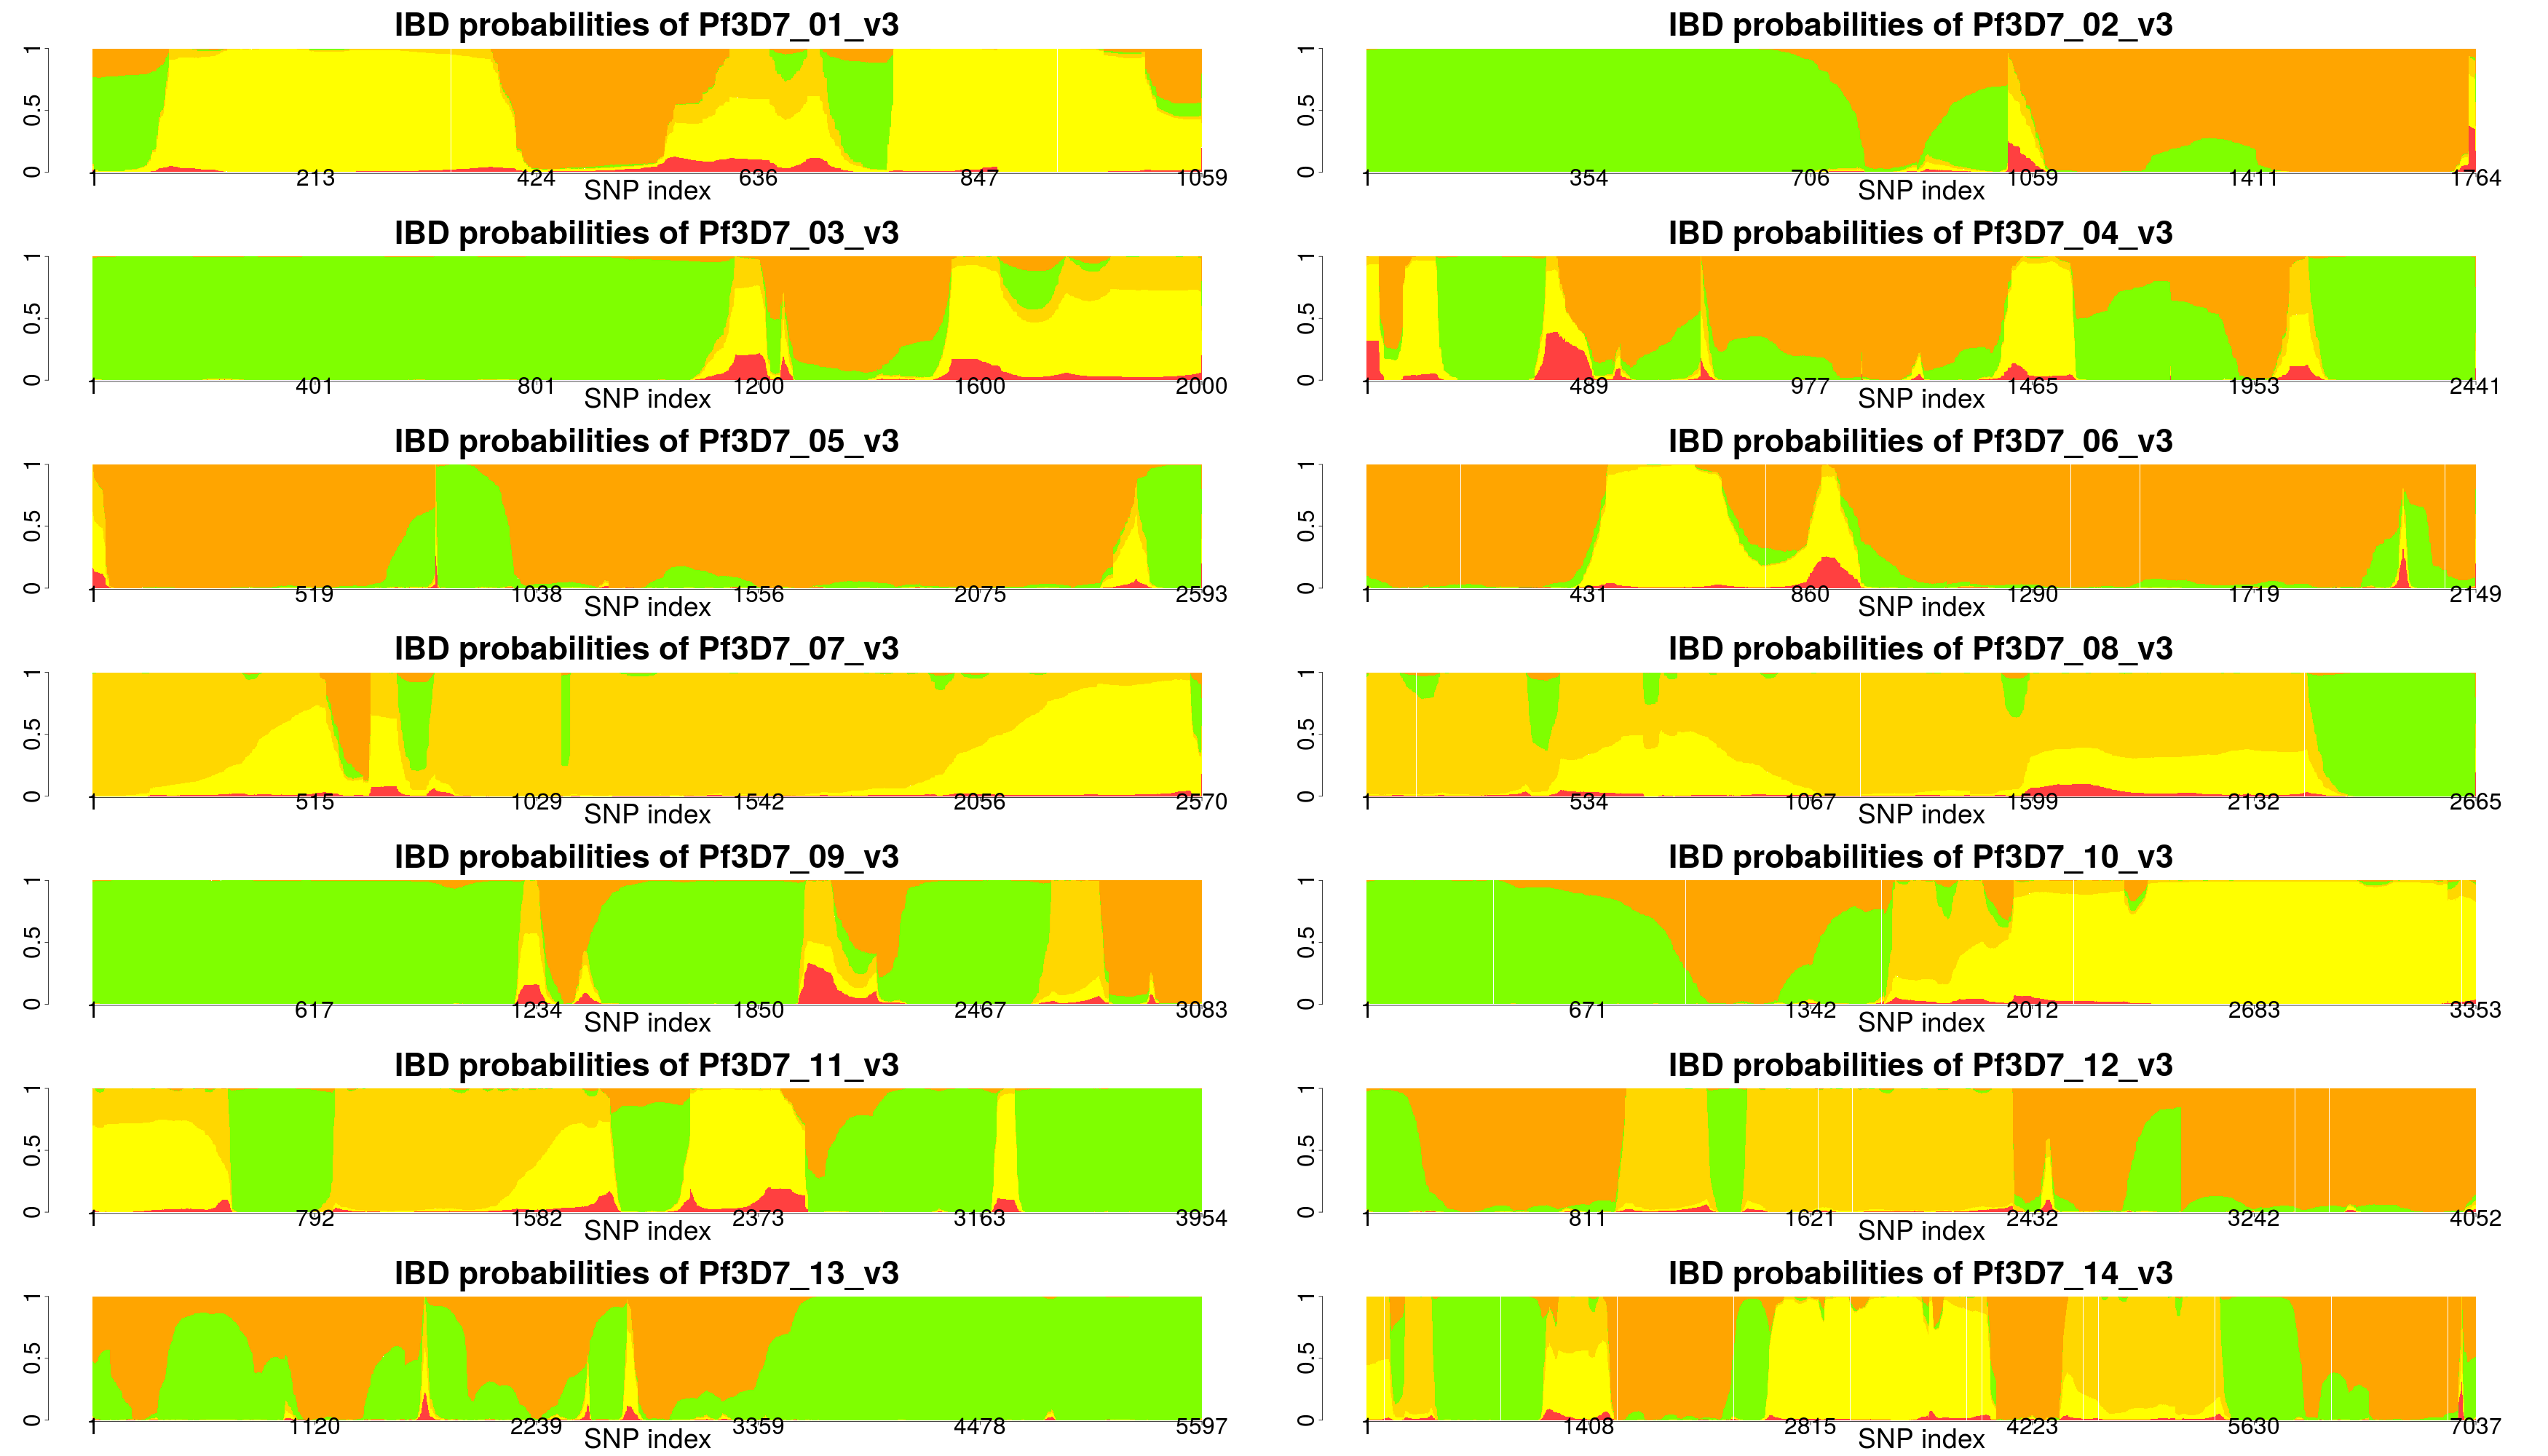 IBD probabilities of Pf3D7_01_v3
0 0.5 1
1 213 424 636 847 1059
SNP index
IBD probabilities of Pf3D7_02_v3
0 0.5 1
1 354 706 1059 1411 1764
SNP index
IBD probabilities of Pf3D7_03_v3
0 0.5 1
1 401 801 1200 1600 2000
SNP index
IBD probabilities of Pf3D7_04_v3
0 0.5 1
1 489 977 1465 1953 2441
SNP index
IBD probabilities of Pf3D7_05_v3
0 0.5 1
1 519 1038 1556 2075 2593
SNP index
IBD probabilities of Pf3D7_06_v3
0 0.5 1
1 431 860 1290 1719 2149
SNP index
IBD probabilities of Pf3D7_07_v3
0 0.5 1
1 515 1029 1542 2056 2570
SNP index
IBD probabilities of Pf3D7_08_v3
0 0.5 1
1 534 1067 1599 2132 2665
SNP index
IBD probabilities of Pf3D7_09_v3
0 0.5 1
1 617 1234 1850 2467 3083
SNP index
IBD probabilities of Pf3D7_10_v3
0 0.5 1
1 671 1342 2012 2683 3353
SNP index
IBD probabilities of Pf3D7_11_v3
0 0.5 1
1 792 1582 2373 3163 3954
SNP index
IBD probabilities of Pf3D7_12_v3
0 0.5 1
1 811 1621 2432 3242 4052
SNP index
IBD probabilities of Pf3D7_13_v3
0 0.5 1
1 1120 2239 3359 4478 5597
SNP index
IBD probabilities of Pf3D7_14_v3
0 0.5 1
1 1408 2815 4223 5630 7037
SNP index